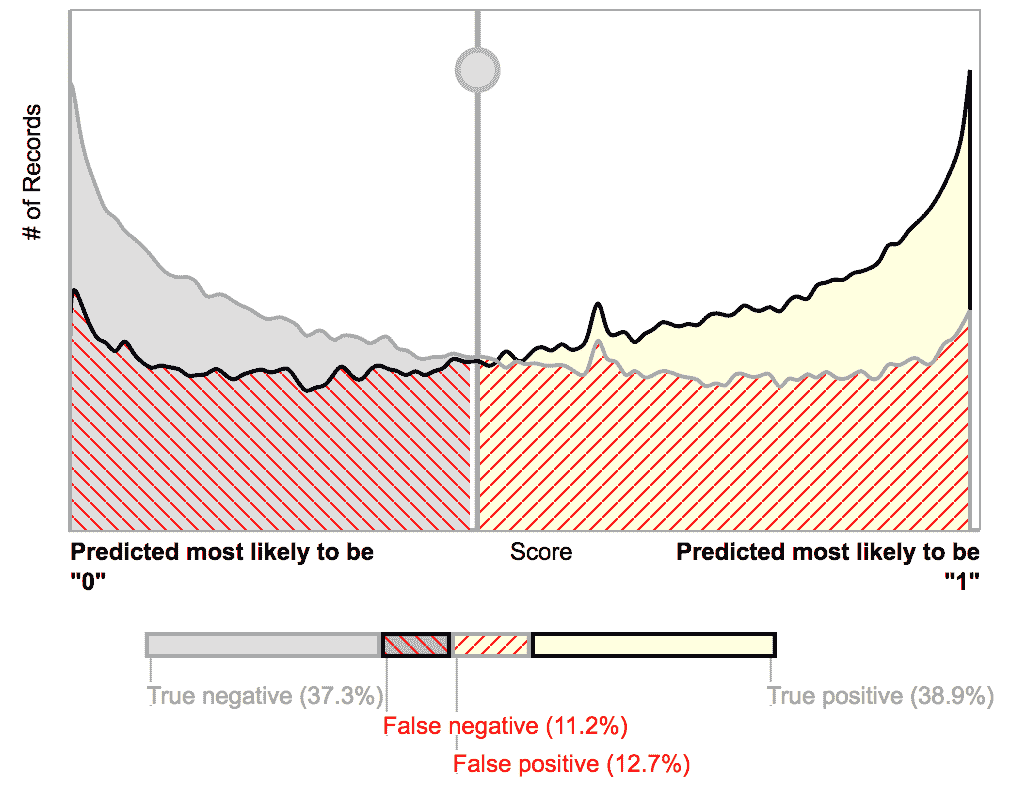 # of Records
Predicted most likely to be
"0"
Score
Predicted most likely to be
"1"
True negative (37.3%)
True positive (38.9%)
False negative (11.2%)
False positive (12.7%)